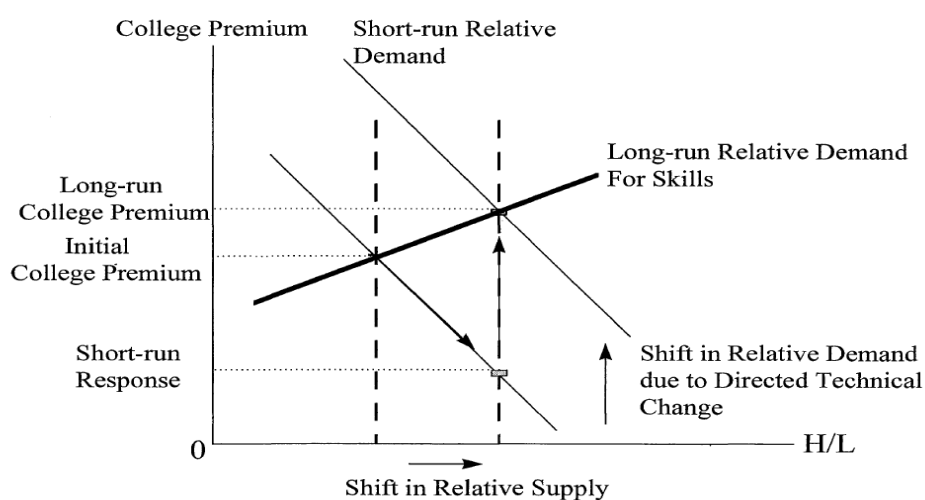 College Premium
Short-run Relative
Demand
Long-run Relative Demand
For Skills
Long-run
College Premium
Initial
College Premium
Short-run
Response
Shift in Relative Demand
due to Directed Technical
Change
0
H/L
Shift in Relative Supply